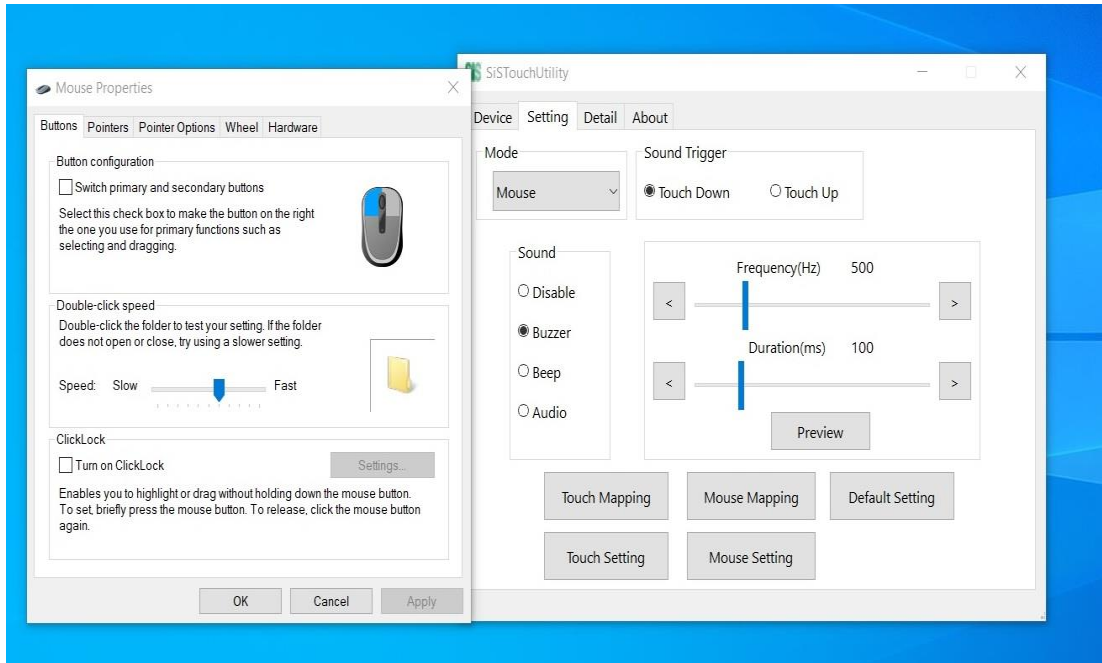 Mouse Properties
Buttons Pointers Pointer Options Wheel Hardware
Button configuration
Switch primary and secondary buttons
Select this check box to make the button on the right
the one you use for primary functions such as
selecting and dragging.
Double-click speed
Double-click the folder to test your setting. If the folder
does not open or close, try using a slower setting.
Speed: Slow Fast
ClickLock
Turn on ClickLock
Settings...
Enables you to highlight or drag without holding down the mouse button.
To set, briefly press the mouse button. To release, click the mouse button
again.
OK Cancel Apply
SiSTouchUtility
Device Setting Detail About
Mode
Mouse
Sound Trigger
Touch Down Touch Up
Sound
Disable
Buzzer
Beep
Audio
Frequency(Hz) 500
< >
Duration(ms) 100
< >
Preview
Touch Mapping Mouse Mapping Default Setting
Touch Setting Mouse Setting